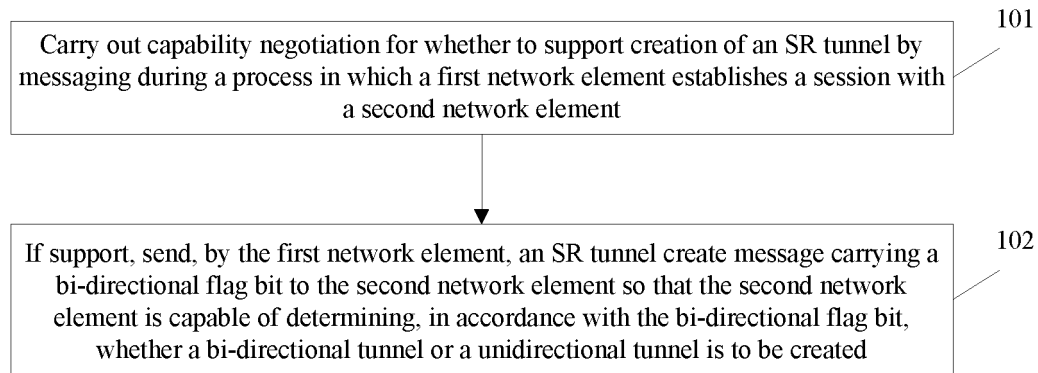 101
Carry out capability negotiation for whether to support creation of an SR tunnel by
messaging during a process in which a first network element establishes a session with
a second network element
102
If support, send, by the first network element, an SR tunnel create message carrying a
bi-directional flag bit to the second network element so that the second network
element is capable of determining, in accordance with the bi-directional flag bit,
whether a bi-directional tunnel or a unidirectional tunnel is to be created